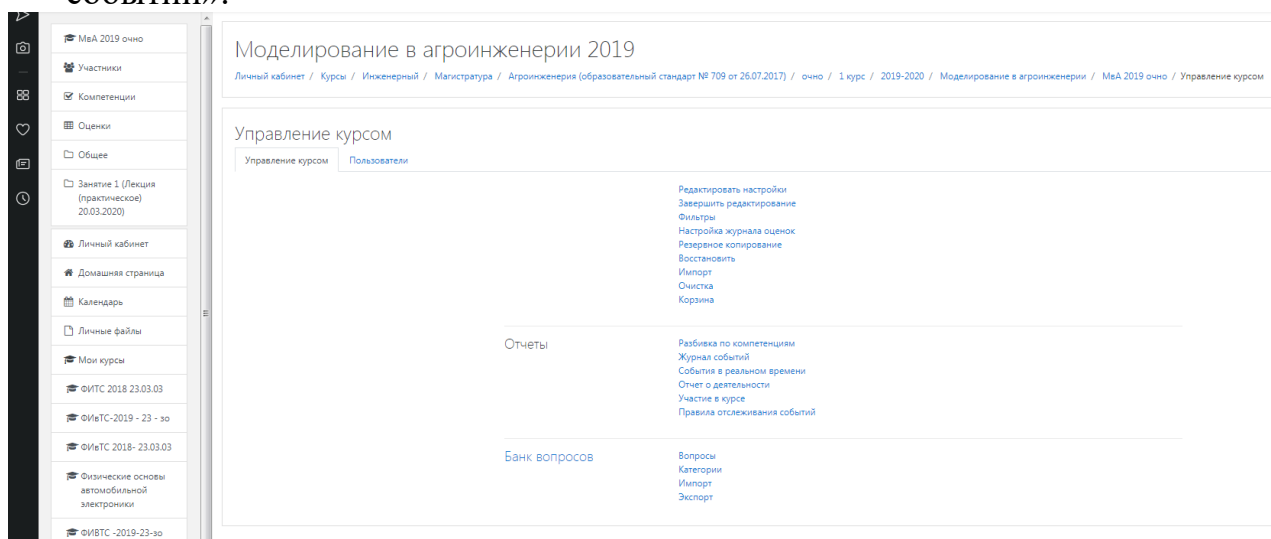 событий».
МвА 2019 очно
Участники
Компетенции
Оценки
Общее
Занятие 1 (Лекция
(практическое)
20.03.2020)
Личный кабинет
Домашняя страница
Календарь
Личные файлы
Мои курсы
ФИТС 2018 23.03.03
ФИвТС-2019 - 23 - зо
ФИвТС 2018- 23.03.03
Физические основы
автомобильной
электроники
ФИВТС -2019-23-зо
Моделирование в агроинженерии 2019
Личный кабинет / Курсы / Инженерный / Магистратура / Агроинженерия (образовательный стандарт № 709 от 26.07.2017) / очно / 1 курс / 2019-2020 / Моделирование в агроинженерии / МвА 2019 очно / Управление курсом
Управление курсом
Управление курсом Пользователи
Редактировать настройки
Завершить редактирование
Фильтры
Настройка журнала оценок
Резервное копирование
Восстановить
Импорт
Очистка
Корзина
Отчеты
Разбивка по компетенциям
Журнал событий
События в реальном времени
Отчет о деятельности
Участие в курсе
Правила отслеживания событий
Банк вопросов
Вопросы
Категории
Импорт
Экспорт